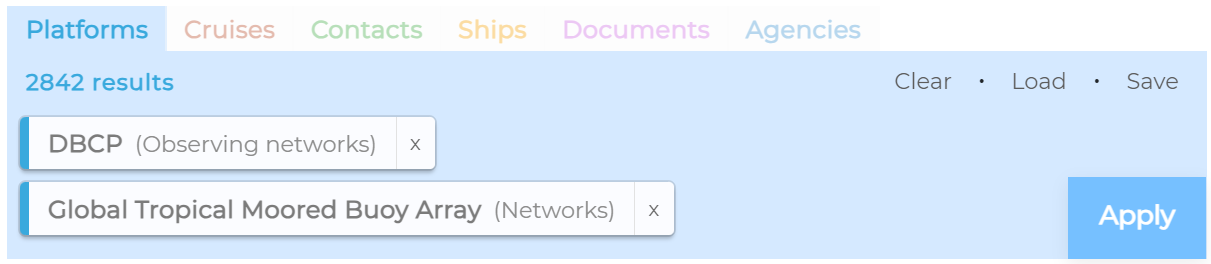 Platforms Cruises Contacts Ships Documents Agencies
2842 results Clear • Load • Save
DBCP (Observing networks) x
Global Tropical Moored Buoy Array (Networks) x
Apply